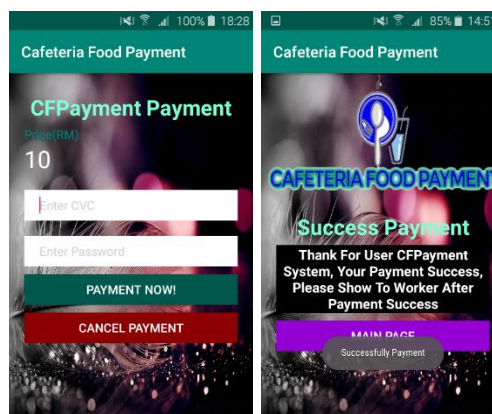 100% 18:28
Cafeteria Food Payment
CFPayment Payment
Price(RM)
10
Enter CVC
Enter Password
PAYMENT NOW!
CANCEL PAYMENT
85% 14:51
Cafeteria Food Payment
CAFETERIA FOOD PAYMENT
Success Payment
Thank For User CFPayment
System, Your Payment Success,
Please Show To Worker After
Payment Success
MAIN PAGE
Successfully Payment